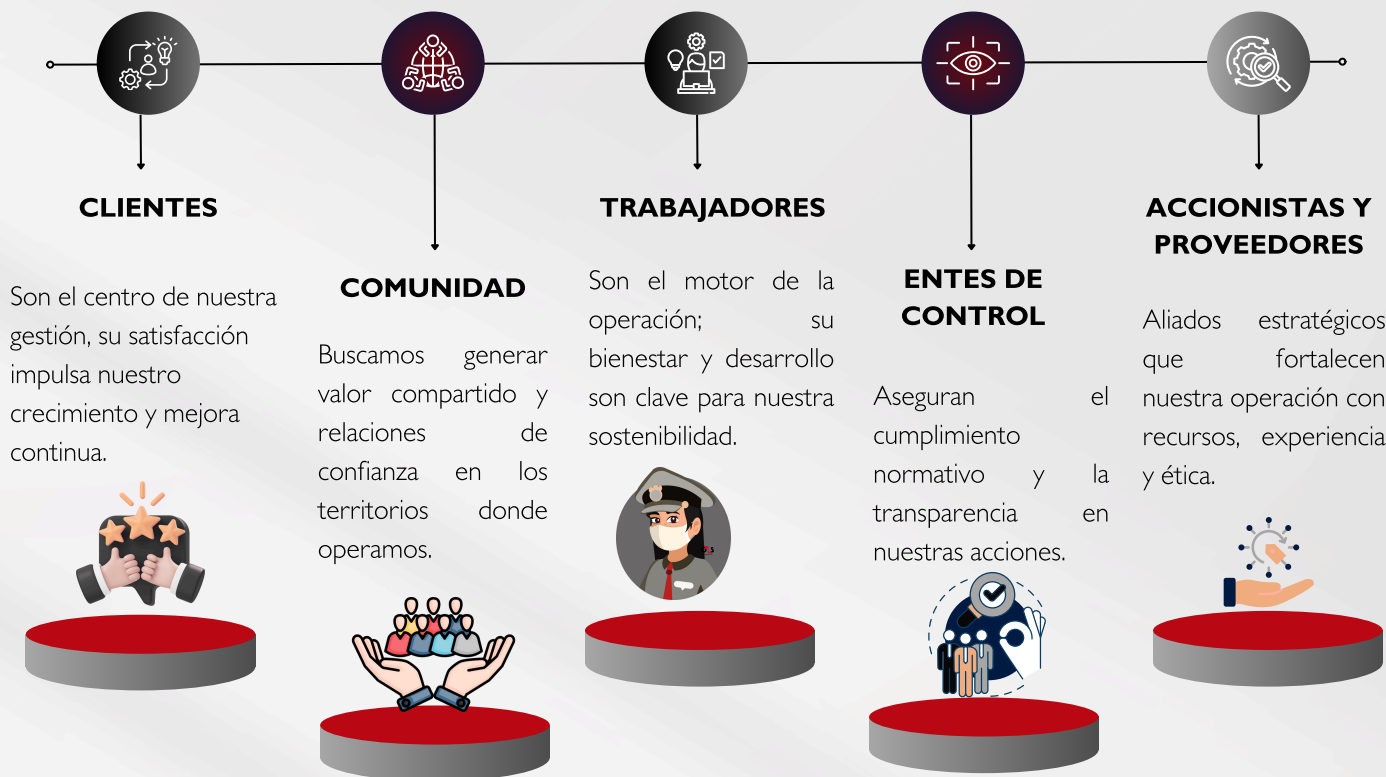 CLIENTES
Son el centro de nuestra
gestión, su satisfacción
impulsa nuestro
crecimiento y mejora
continua.
COMUNIDAD
Buscamos generar
valor compartido y
relaciones de
confianza en los
territorios donde
operamos.
TRABAJADORES
Son el motor de la
operación; su
bienestar y desarrollo
son clave para nuestra
sostenibilidad.
ENTES DE
CONTROL
Aseguran el
cumplimiento
normativo y la
transparencia en
nuestras acciones.
ACCIONISTAS Y
PROVEEDORES
Aliados estratégicos
que fortalecen
nuestra operación con
recursos, experiencia
y ética.